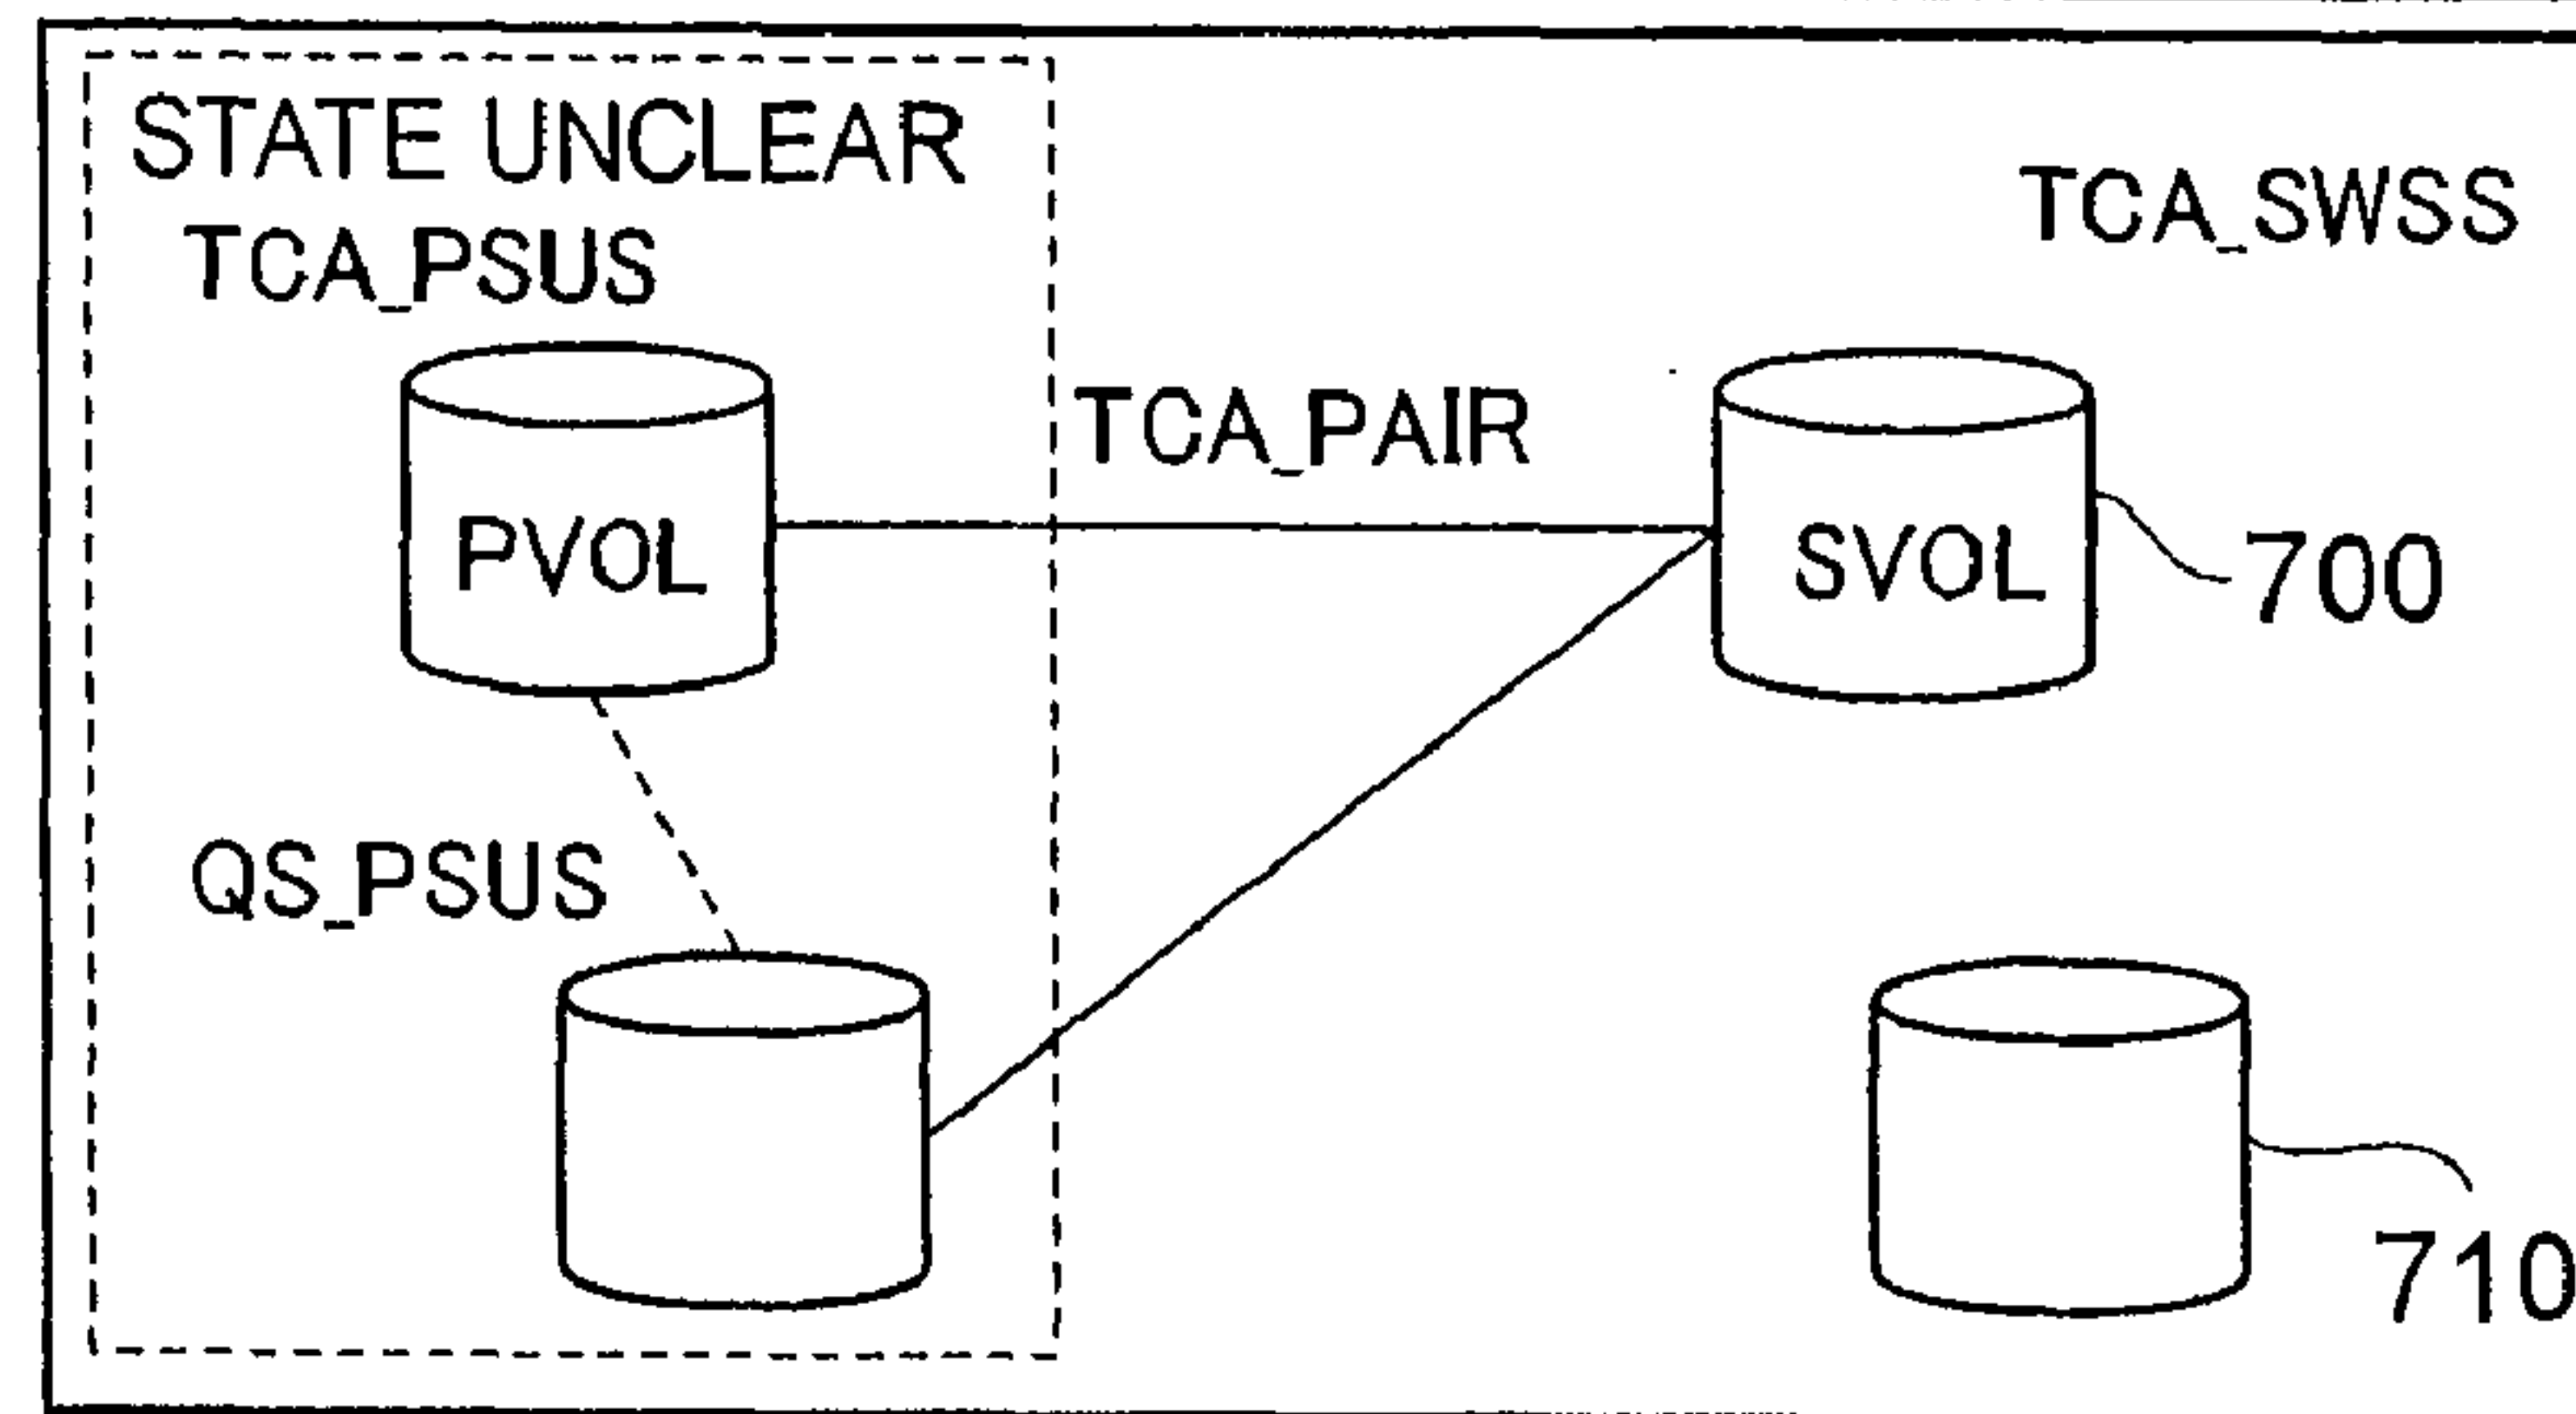 STATE UNCLEAR
TCA_PSUS
TCA_SWSS
TCA_PAIR
PVOL
SVOL
700
QS_PSUS
710